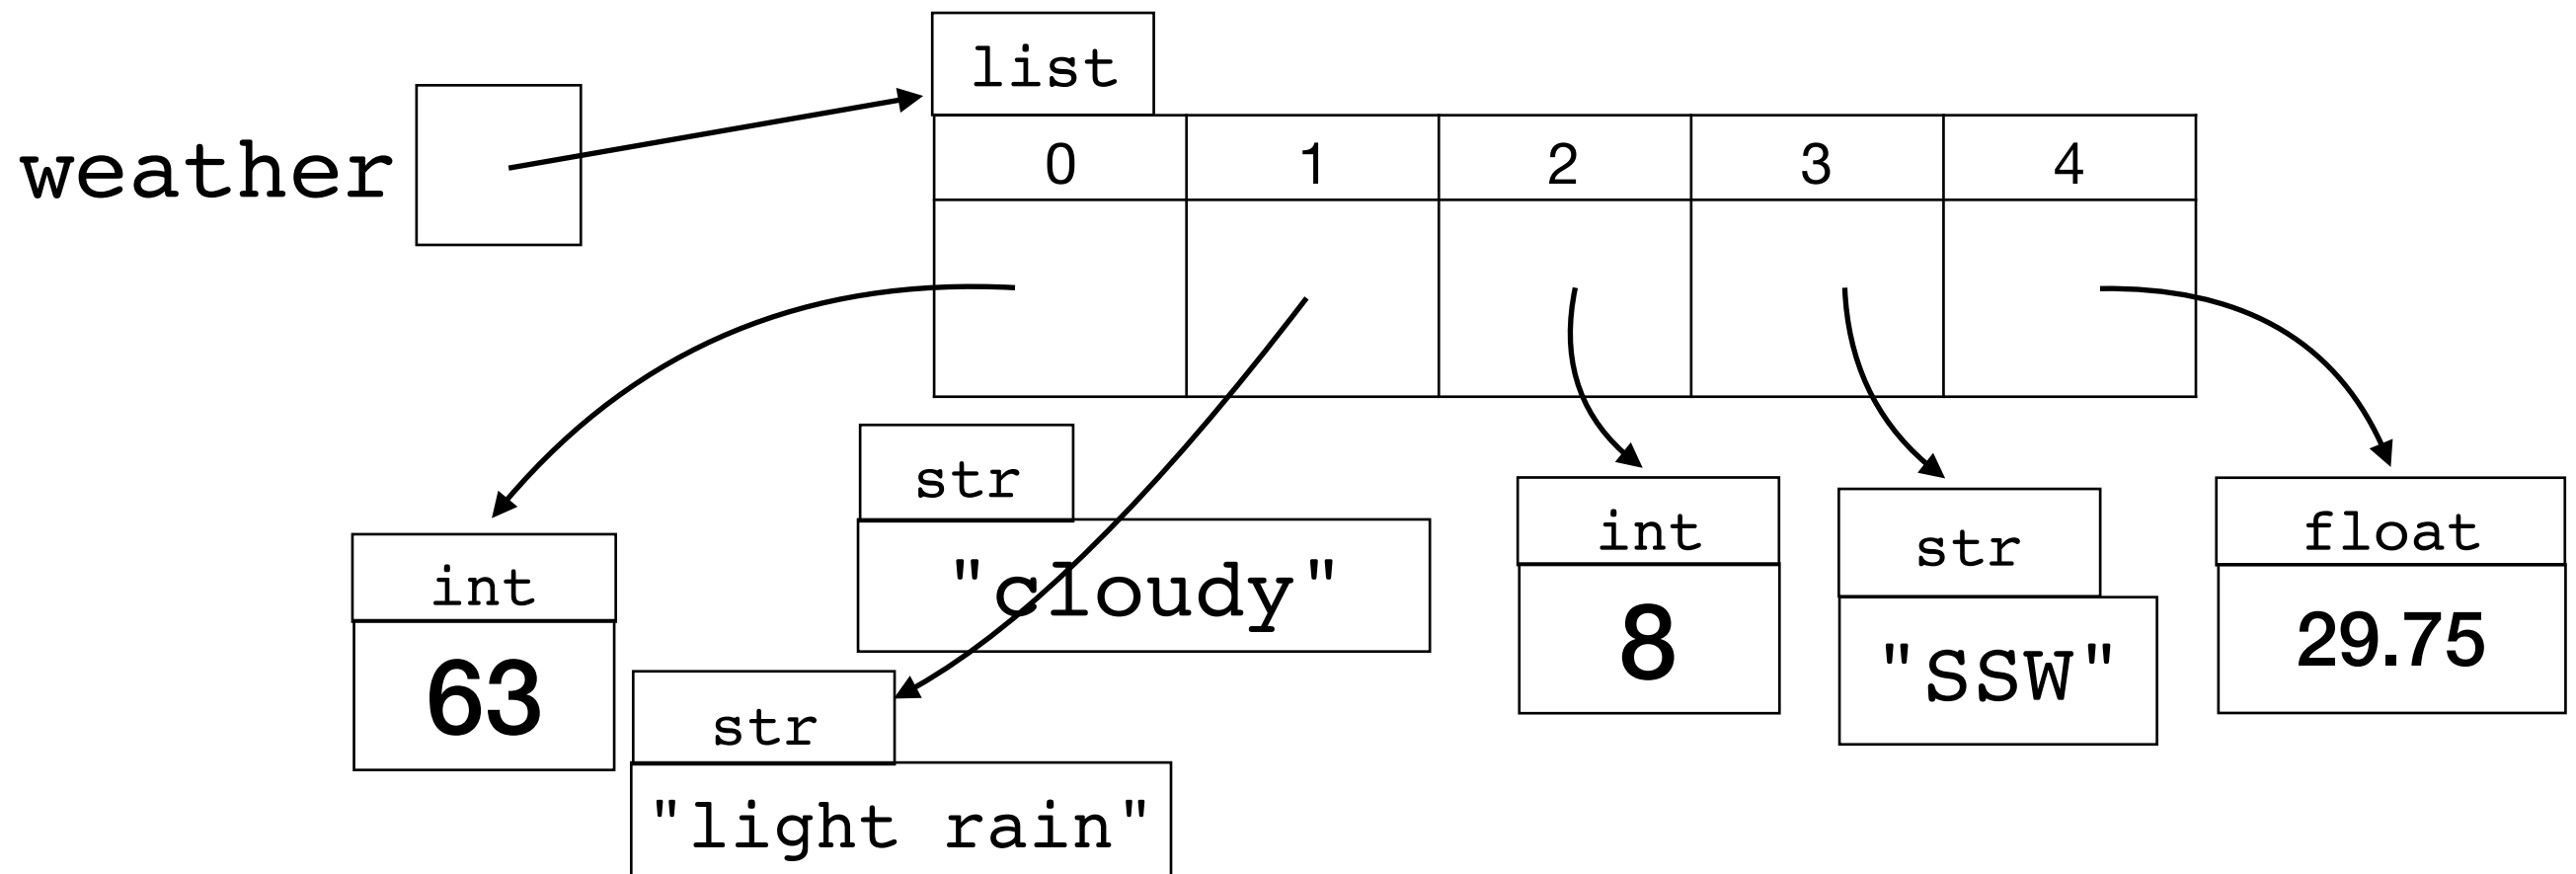 list
weather
0 1 2 3 4
str
"cloudy"
int
63
str
"light rain"
int
8
str
"SSW"
float
29.75